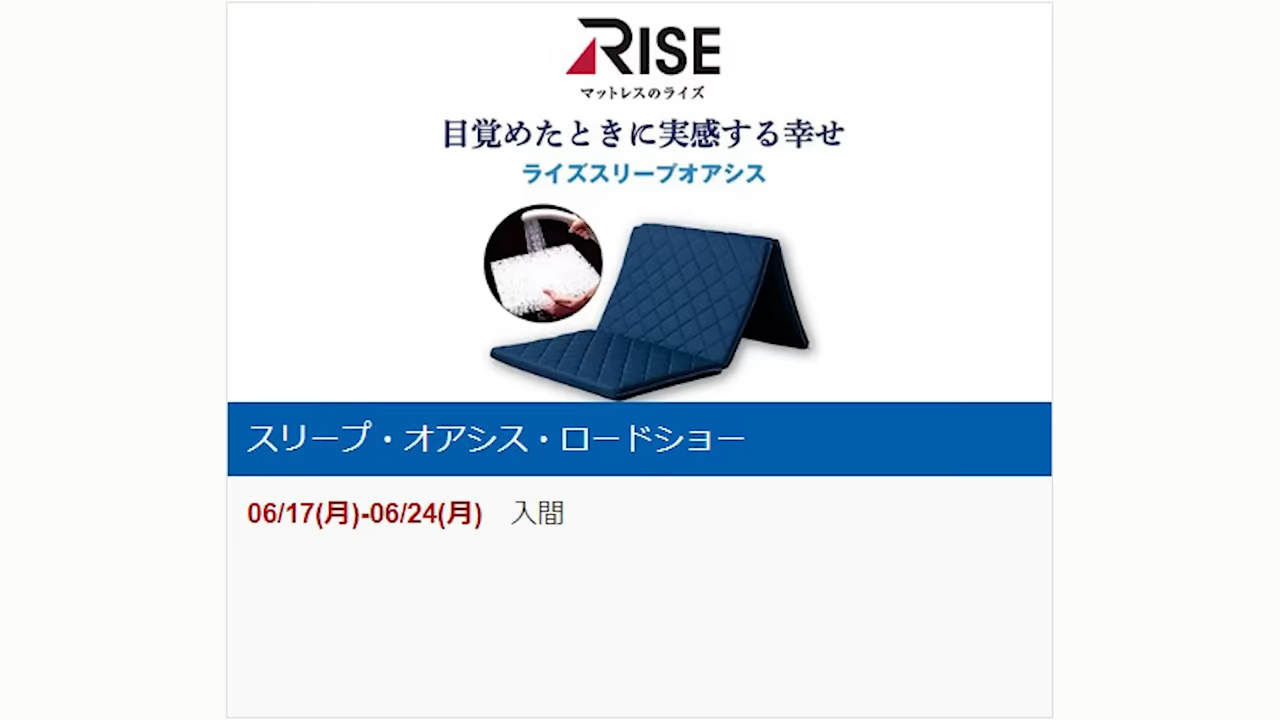 RISE
マットレスのライズ
目覚めたときに実感する幸せ
ライズスリープオアシス
スリープ・オアシス・ロードショー
06/17(月)-06/24(月) 入間